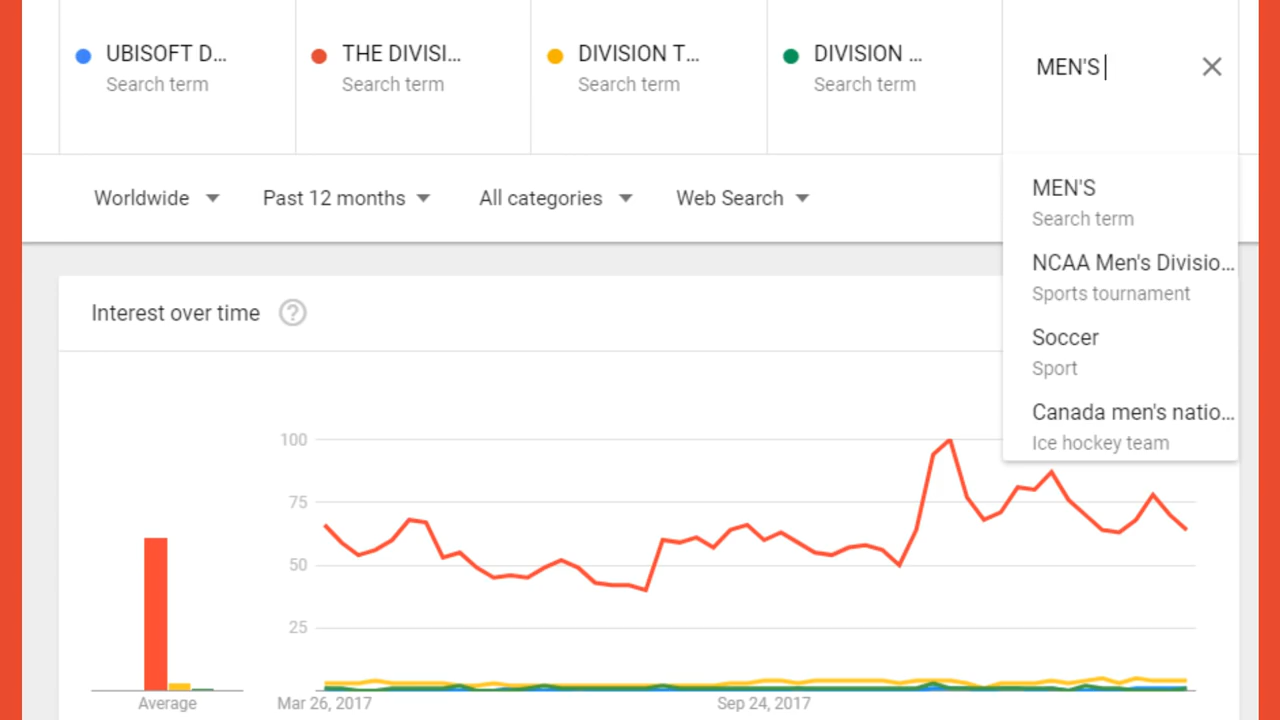 UBISOFT D...
Search term
THE DIVISI...
Search term
DIVISION T...
Search term
DIVISION ...
Search term
MEN'S
Worldwide
Past 12 months
All categories
Web Search
MEN'S
Search term
NCAA Men's Divisio...
Sports tournament
Soccer
Sport
Canada men's natio...
Ice hockey team
Interest over time
?
100
75
50
25
Average
Mar 26, 2017
Sep 24, 2017